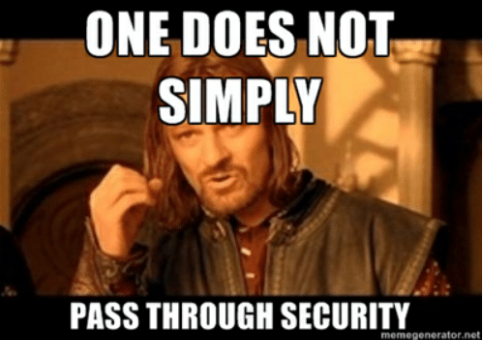 ONE DOES NOT
SIMPLY
PASS THROUGH SECURITY
memegenerator.net